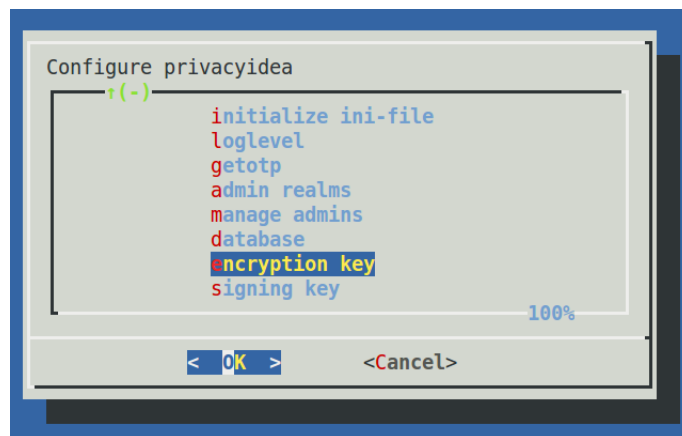 Configure privacyidea
↑(-)
initialize ini-file
loglevel
getotp
admin realms
manage admins
database
encryption key
signing key
100%
< OK > <Cancel>